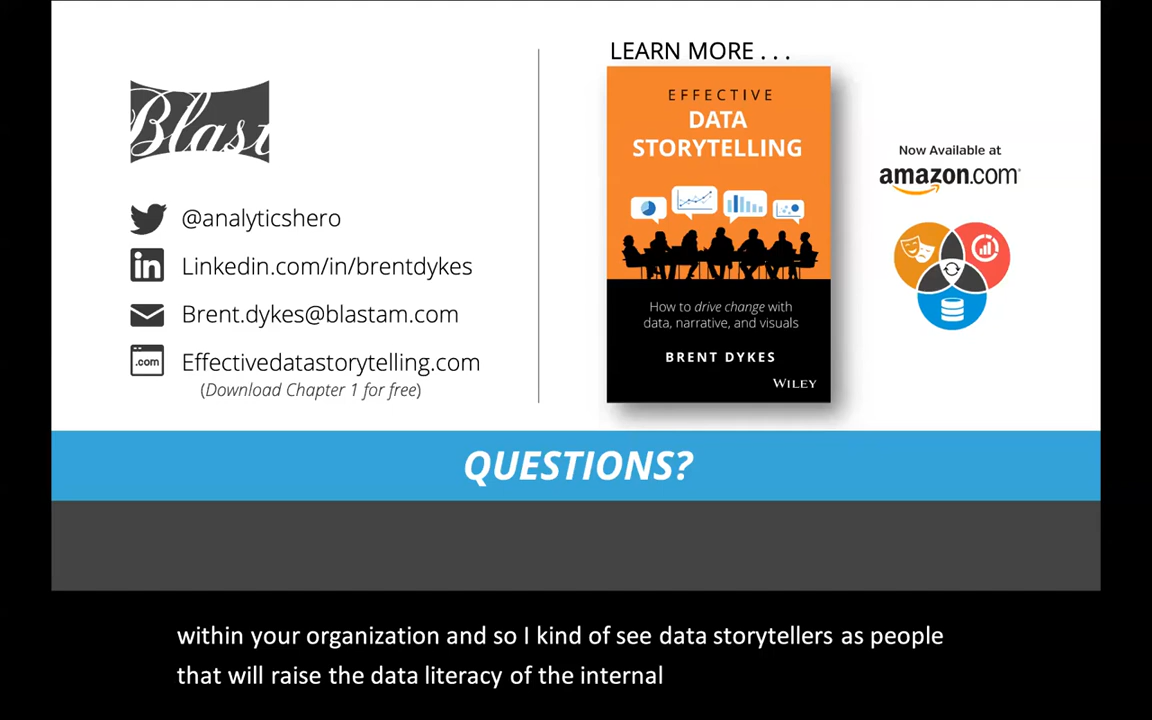 Blast
@analyticshero
Linkedin.com/in/brentdykes
Brent.dykes@blastam.com
.com
Effectivedatastorytelling.com
(Download Chapter 1 for free)
LEARN MORE . . .
EFFECTIVE
DATA
STORYTELLING
How to drive change with
data, narrative, and visuals
BRENT DYKES
WILEY
Now Available at
amazon.com
QUESTIONS?
within your organization and so I kind of see data storytellers as people
that will raise the data literacy of the internal